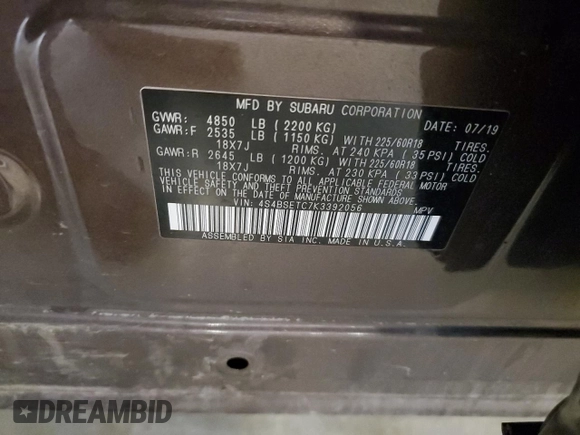 MFD BY SUBARU CORPORATION DATE: 07/19
GVWR: 4850 LB (2200 KG)
GAWR:F 2535 LB (1150 KG) WITH 225/60R18 TIRES.
18X7J RIMS. AT 240 KPA (35 PSI) COLD
GAWR:R 2645 LB (1200 KG) WITH 225/60R18 TIRES.
18X7J RIMS. AT 230 KPA (33 PSI) COLD
THIS VEHICLE CONFORMS TO ALL APPLICABLE FEDERAL MOTOR
VEHICLE SAFETY AND THEFT PREVENTION STANDARDS
IN EFFECT ON THE DATE OF MANUFACTURE SHOWN ABOVE.
VIN: 4S4BSETC7K3392056 MPV
ASSEMBLED BY SIA INC. MADE IN U.S.A.
DREAMBID